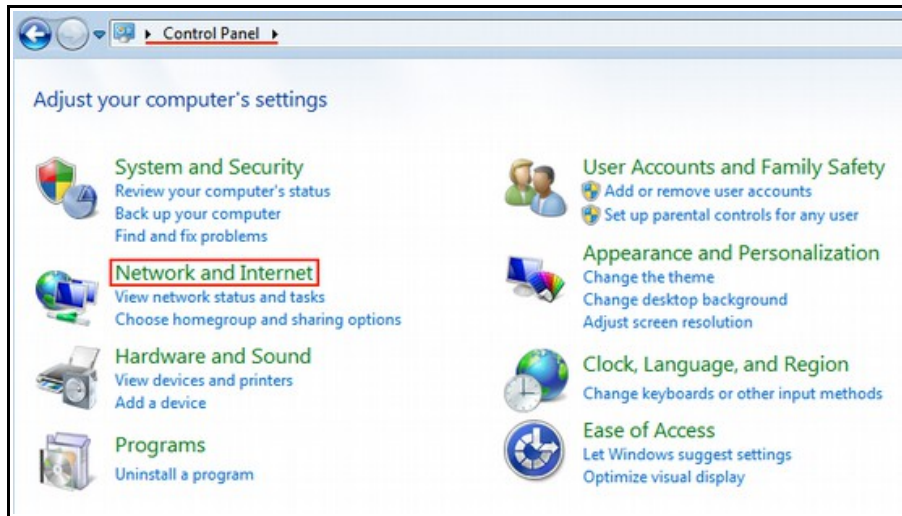 Control Panel
Adjust your computer's settings
System and Security
Review your computer's status
Back up your computer
Find and fix problems
Network and Internet
View network status and tasks
Choose homegroup and sharing options
Hardware and Sound
View devices and printers
Add a device
Programs
Uninstall a program
User Accounts and Family Safety
Add or remove user accounts
Set up parental controls for any user
Appearance and Personalization
Change the theme
Change desktop background
Adjust screen resolution
Clock, Language, and Region
Change keyboards or other input methods
Ease of Access
Let Windows suggest settings
Optimize visual display